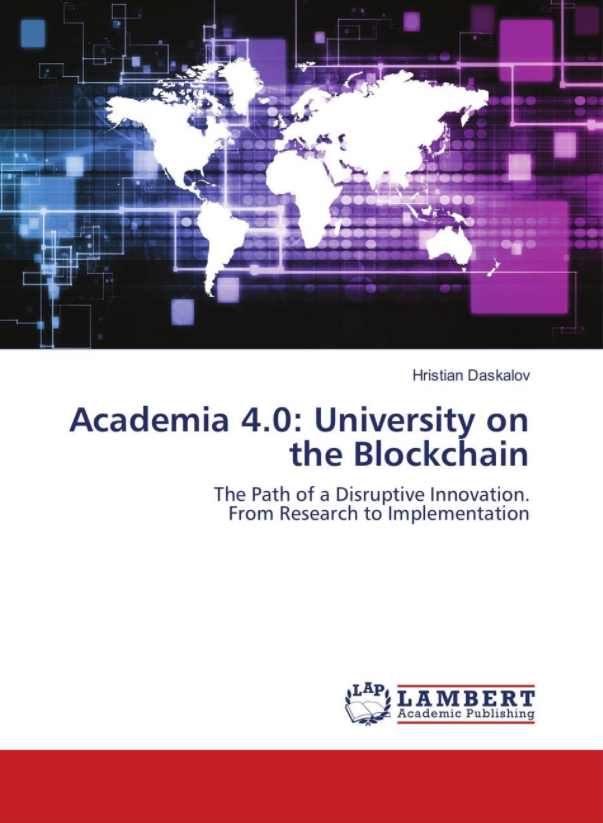 Hristian Daskalov
Academia 4.0: University on
the Blockchain
The Path of a Disruptive Innovation.
From Research to Implementation
LAP
LAMBERT
Academic Publishing